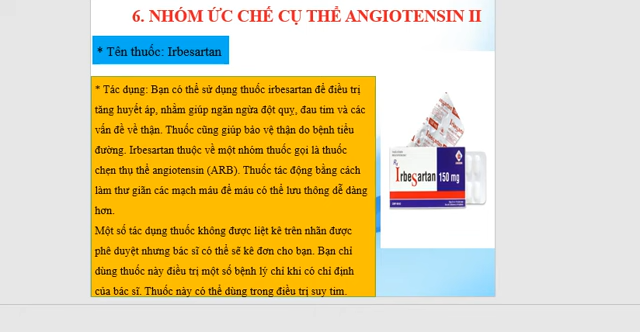 6. NHÓM ỨC CHẾ CỤ THỂ ANGIOTENSIN II
* Tên thuốc: Irbesartan
* Tác dụng: Bạn có thể sử dụng thuốc irbesartan để điều trị
tăng huyết áp, nhằm giúp ngăn ngừa đột quỵ, đau tim và các
vấn đề về thận. Thuốc cũng giúp bảo vệ thận do bệnh tiểu
đường. Irbesartan thuộc về một nhóm thuốc gọi là thuốc
chẹn thụ thể angiotensin (ARB). Thuốc tác động bằng cách
làm thư giãn các mạch máu để máu có thể lưu thông dễ dàng
hơn.
Một số tác dụng thuốc không được liệt kê trên nhãn được
phê duyệt nhưng bác sĩ có thể sẽ kê đơn cho bạn. Bạn chỉ
dùng thuốc này điều trị một số bệnh lý chỉ khi có chỉ định
của bác sĩ. Thuốc này có thể dùng trong điều trị suy tim.
Irbesartan 150 mg